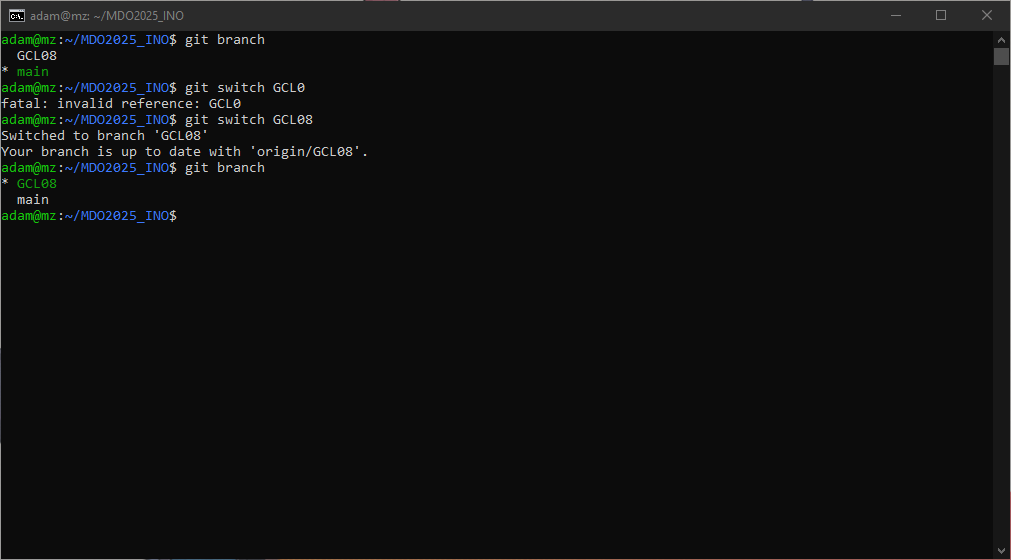 adam@mz: ~/MDO2025_INO
adam@mz:~/MDO2025_INO$ git branch
  GCL08
* main
adam@mz:~/MDO2025_INO$ git switch GCL0
fatal: invalid reference: GCL0
adam@mz:~/MDO2025_INO$ git switch GCL08
Switched to branch 'GCL08'
Your branch is up to date with 'origin/GCL08'.
adam@mz:~/MDO2025_INO$ git branch
* GCL08
  main
adam@mz:~/MDO2025_INO$